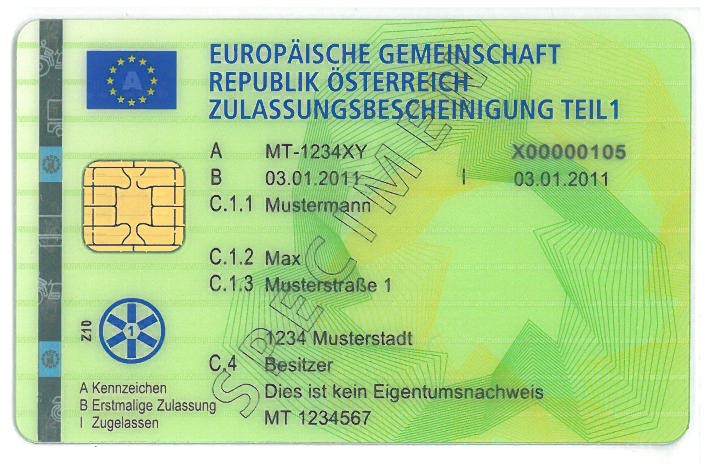 EUROPÄISCHE GEMEINSCHAFT
REPUBLIK ÖSTERREICH
ZULASSUNGSBESCHEINIGUNG TEIL1
A
A MT-1234XY X00000105
B 03.01.2011 I 03.01.2011
C.1.1 Mustermann
C.1.2 Max
C.1.3 Musterstraße 1
1234 Musterstadt
C.4 Besitzer
Dies ist kein Eigentumsnachweis
MT 1234567
SPECIMEN
Z10
1
A Kennzeichen
B Erstmalige Zulassung
I Zugelassen